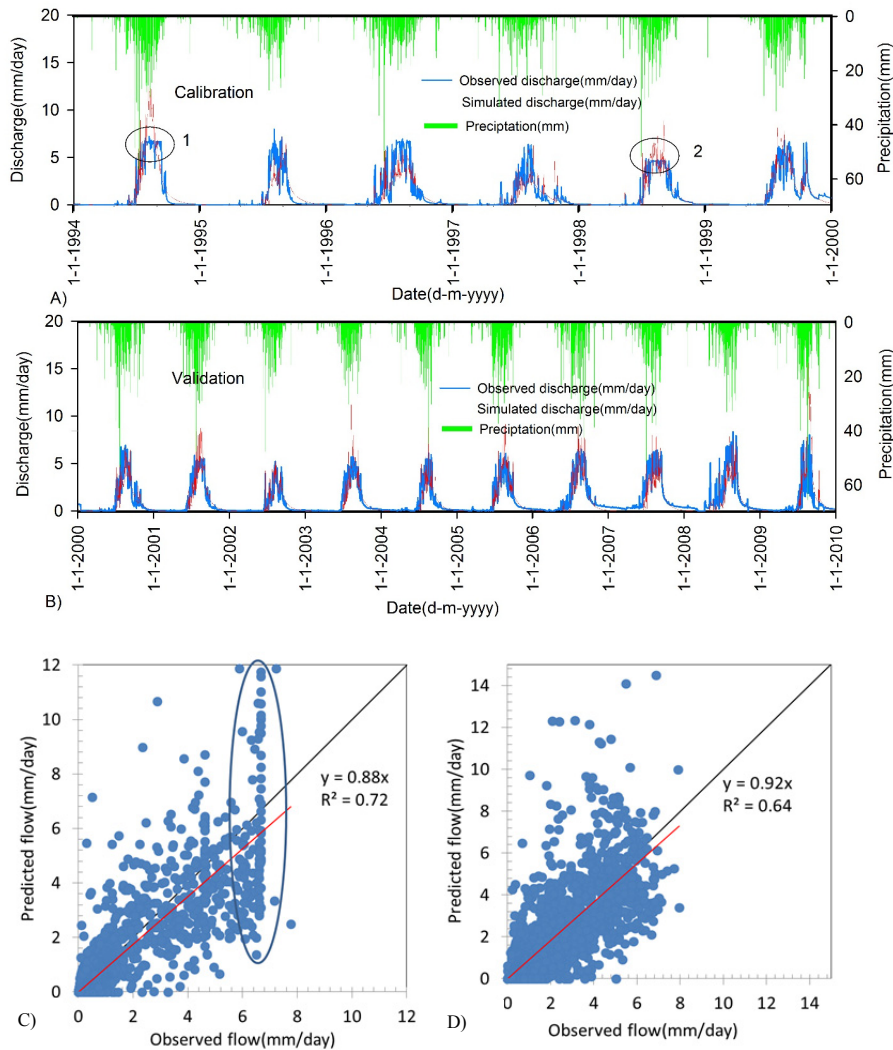 Discharge(mm/day)
20
15
10
5
0
Calibration
1
2
Observed discharge(mm/day)
Simulated discharge(mm/day)
Preciptation(mm)
0
20
40
60
Precipitation(mm)
1-1-1994
1-1-1995
1-1-1996
1-1-1997
1-1-1998
1-1-1999
1-1-2000
Date(d-m-yyyy)
A)
Discharge(mm/day)
20
15
10
5
0
Validation
Observed discharge(mm/day)
Simulated discharge(mm/day)
Preciptation(mm)
0
20
40
60
Precipitation(mm)
1-1-2000
1-1-2001
1-1-2002
1-1-2003
1-1-2004
1-1-2005
1-1-2006
1-1-2007
1-1-2008
1-1-2009
1-1-2010
Date(d-m-yyyy)
B)
Predicted flow(mm/day)
12
10
8
6
4
2
0
y = 0.88x
R² = 0.72
0 2 4 6 8 10 12
Observed flow(mm/day)
C)
Predicted flow(mm/day)
14
12
10
8
6
4
2
0
y = 0.92x
R² = 0.64
0 2 4 6 8 10 12 14
Observed flow(mm/day)
D)